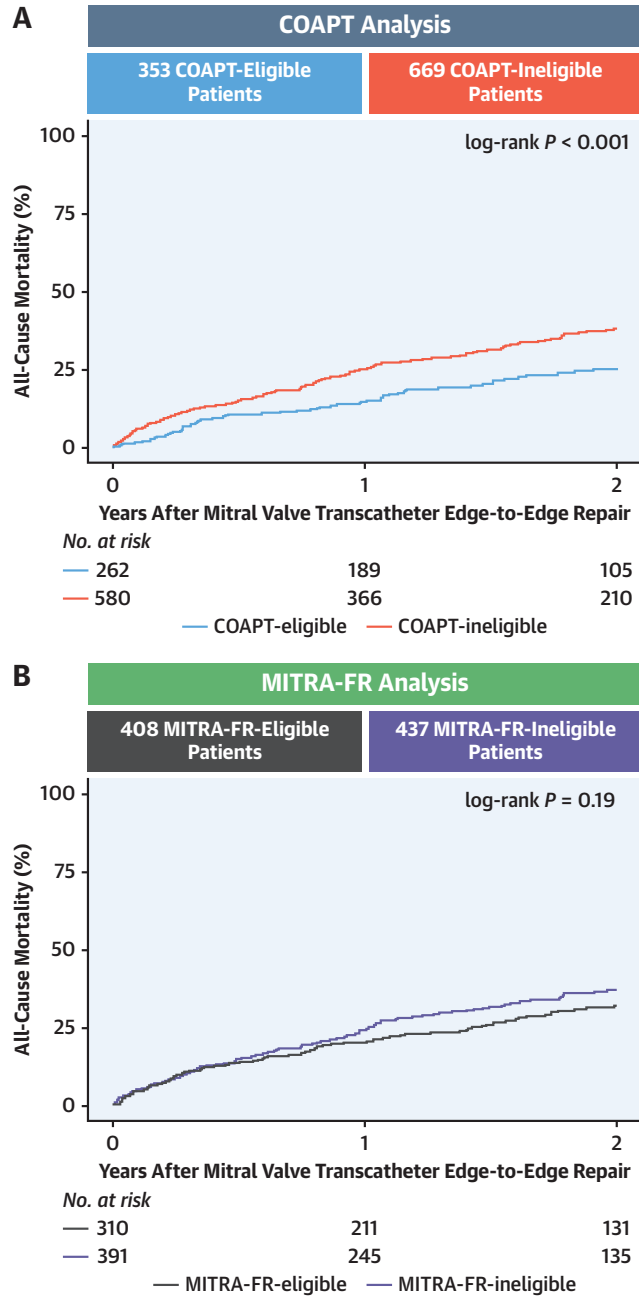 A
COAPT Analysis
353 COAPT-Eligible
Patients
669 COAPT-Ineligible
Patients
log-rank P < 0.001
All-Cause Mortality (%)
100
75
50
25
0
0 1 2
Years After Mitral Valve Transcatheter Edge-to-Edge Repair
No. at risk
262 189 105
580 366 210
COAPT-eligible COAPT-ineligible
B
MITRA-FR Analysis
408 MITRA-FR-Eligible
Patients
437 MITRA-FR-Ineligible
Patients
log-rank P = 0.19
All-Cause Mortality (%)
100
75
50
25
0
0 1 2
Years After Mitral Valve Transcatheter Edge-to-Edge Repair
No. at risk
310 211 131
391 245 135
MITRA-FR-eligible MITRA-FR-ineligible